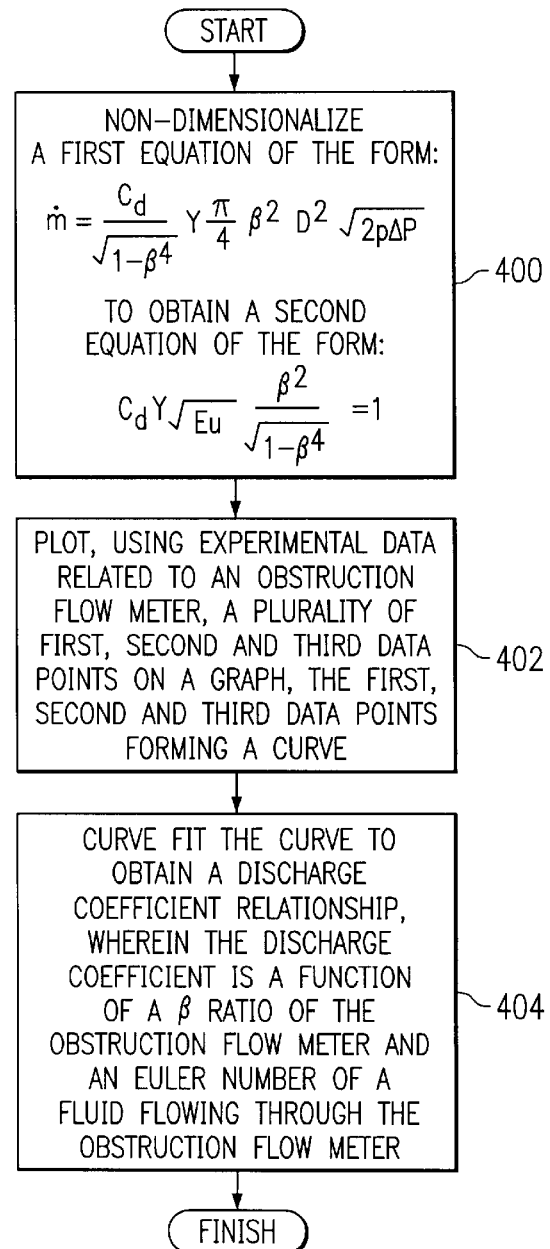 START
NON-DIMENSIONALIZE
A FIRST EQUATION OF THE FORM:
ṁ = C_d / √(1-β⁴) Y π/4 β² D² √(2pΔP)
TO OBTAIN A SECOND
EQUATION OF THE FORM:
C_d Y √Eu β² / √(1-β⁴) =1
400
PLOT, USING EXPERIMENTAL DATA
RELATED TO AN OBSTRUCTION
FLOW METER, A PLURALITY OF
FIRST, SECOND AND THIRD DATA
POINTS ON A GRAPH, THE FIRST,
SECOND AND THIRD DATA POINTS
FORMING A CURVE
402
CURVE FIT THE CURVE TO
OBTAIN A DISCHARGE
COEFFICIENT RELATIONSHIP,
WHEREIN THE DISCHARGE
COEFFICIENT IS A FUNCTION
OF A β RATIO OF THE
OBSTRUCTION FLOW METER AND
AN EULER NUMBER OF A
FLUID FLOWING THROUGH THE
OBSTRUCTION FLOW METER
404
FINISH